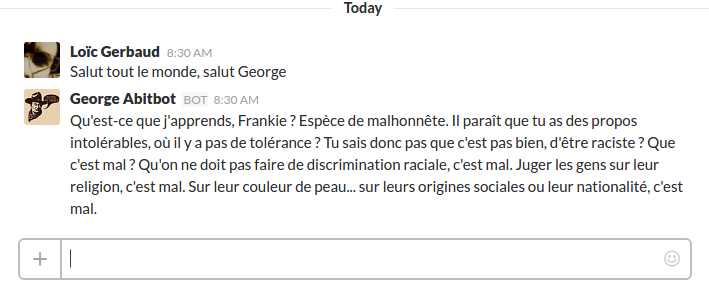 Today
Loïc Gerbaud 8:30 AM
Salut tout le monde, salut George
George Abitbot BOT 8:30 AM
Qu'est-ce que j'apprends, Frankie ? Espèce de malhonnête. Il paraît que tu as des propos
intolérables, où il y a pas de tolérance ? Tu sais donc pas que c'est pas bien, d'être raciste ? Que
c'est mal ? Qu'on ne doit pas faire de discrimination raciale, c'est mal. Juger les gens sur leur
religion, c'est mal. Sur leur couleur de peau... sur leurs origines sociales ou leur nationalité, c'est
mal.